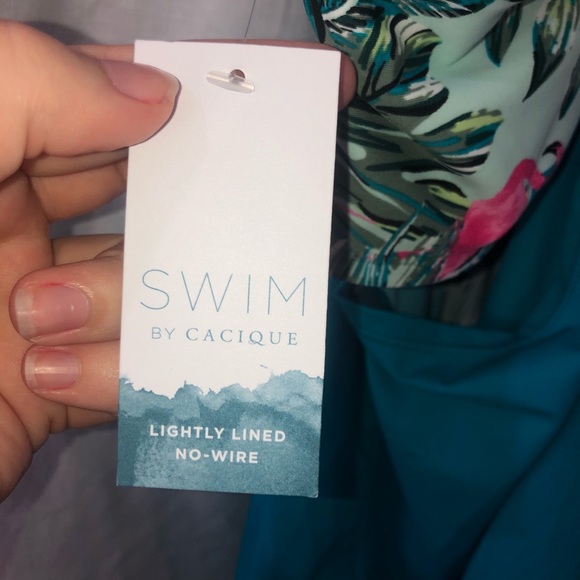 SWIM
BY CACIQUE
LIGHTLY LINED
NO-WIRE